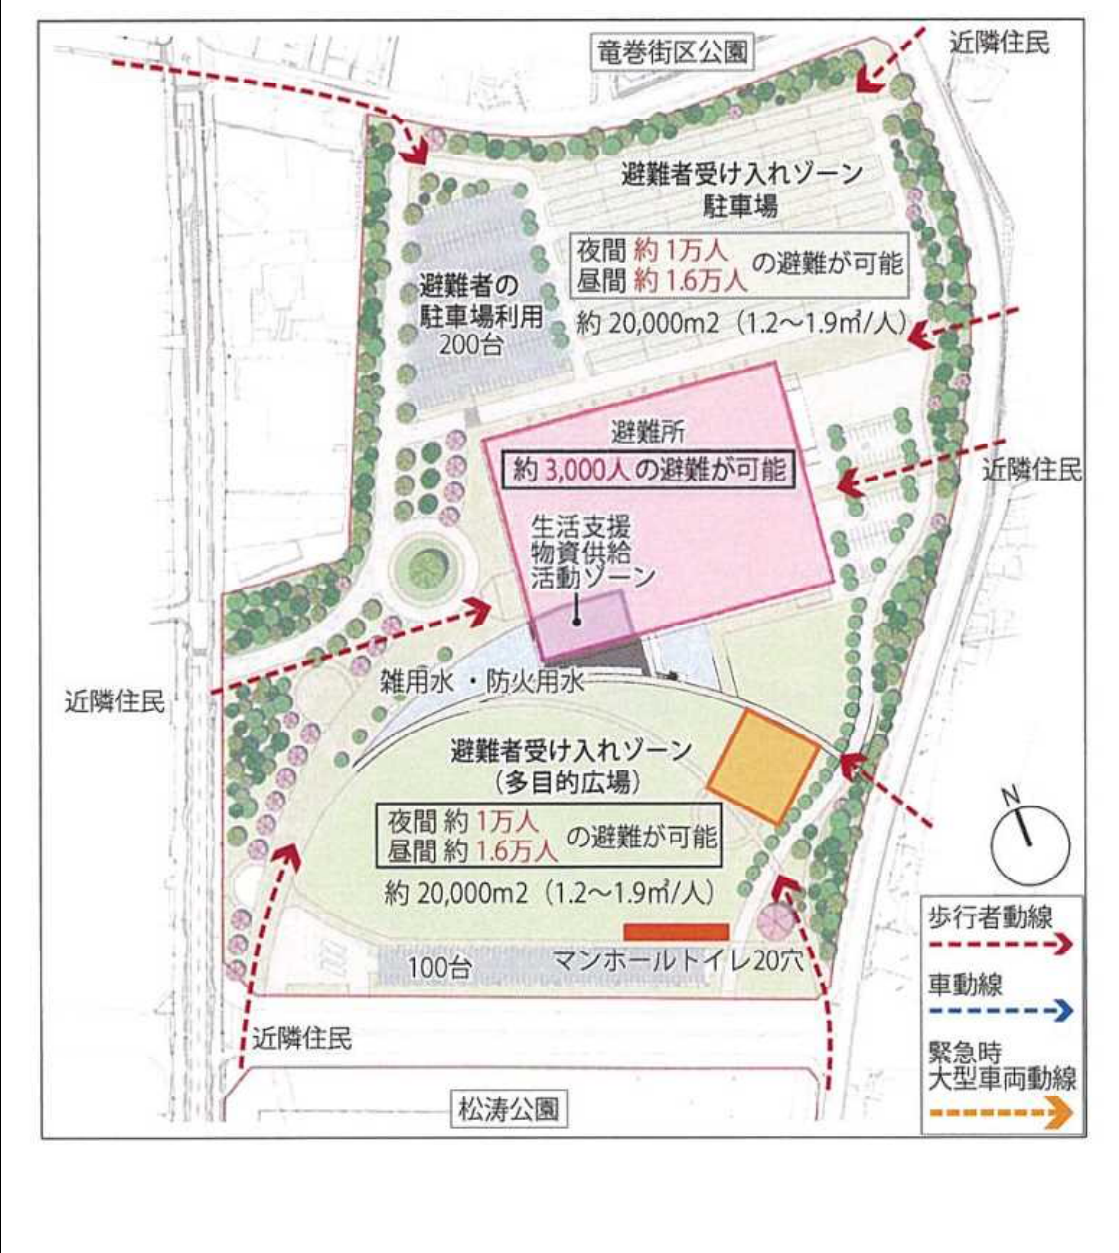 竜巻街区公園
近隣住民
避難者受け入れゾーン
駐車場
夜間 約 1万人
昼間 約 1.6万人
の避難が可能
約 20,000m2（1.2～1.9㎡/人）
避難者の
駐車場利用
200台
避難所
約 3,000人 の避難が可能
近隣住民
生活支援
物資供給
活動ゾーン
近隣住民
雑用水・防火用水
避難者受け入れゾーン
（多目的広場）
夜間 約 1万人
昼間 約 1.6万人
の避難が可能
約 20,000m2（1.2～1.9㎡/人）
N
100台
マンホールトイレ20穴
近隣住民
松涛公園
歩行者動線
車動線
緊急時
大型車両動線